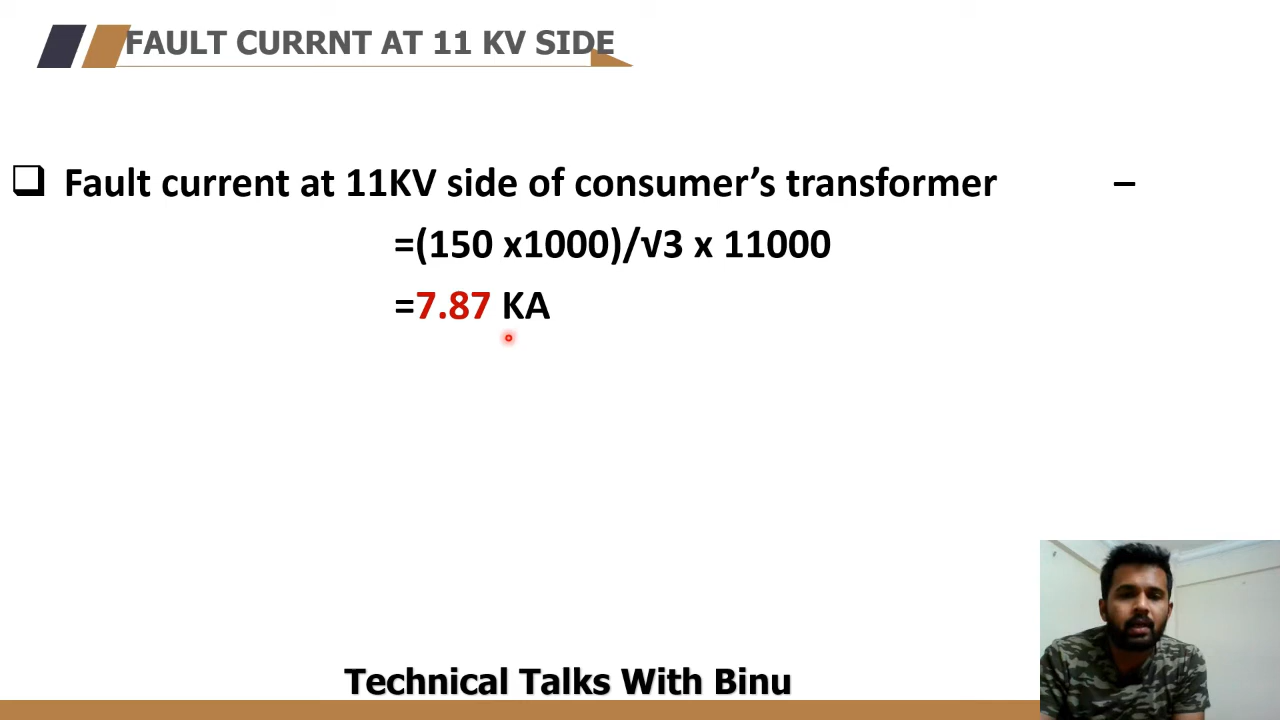 FAULT CURRNT AT 11 KV SIDE
❑ Fault current at 11KV side of consumer’s transformer –
=(150 x1000)/√3 x 11000
=7.87 KA
Technical Talks With Binu